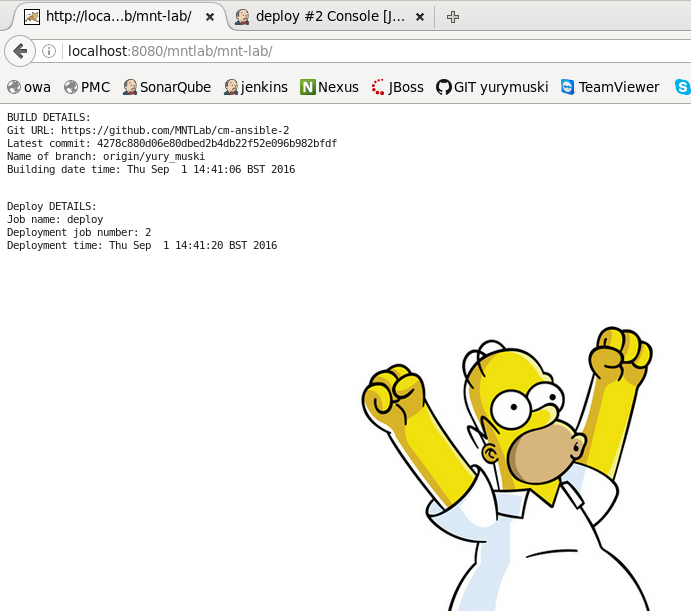 http://loca...b/mnt-lab/
deploy #2 Console [J...
localhost:8080/mntlab/mnt-lab/
owa PMC SonarQube jenkins Nexus JBoss GIT yurymuski TeamViewer
BUILD DETAILS:
Git URL: https://github.com/MNTLab/cm-ansible-2
Latest commit: 4278c880d06e80dbed2b4db22f52e096b982bfdf
Name of branch: origin/yury_muski
Building date time: Thu Sep  1 14:41:06 BST 2016
Deploy DETAILS:
Job name: deploy
Deployment job number: 2
Deployment time: Thu Sep  1 14:41:20 BST 2016